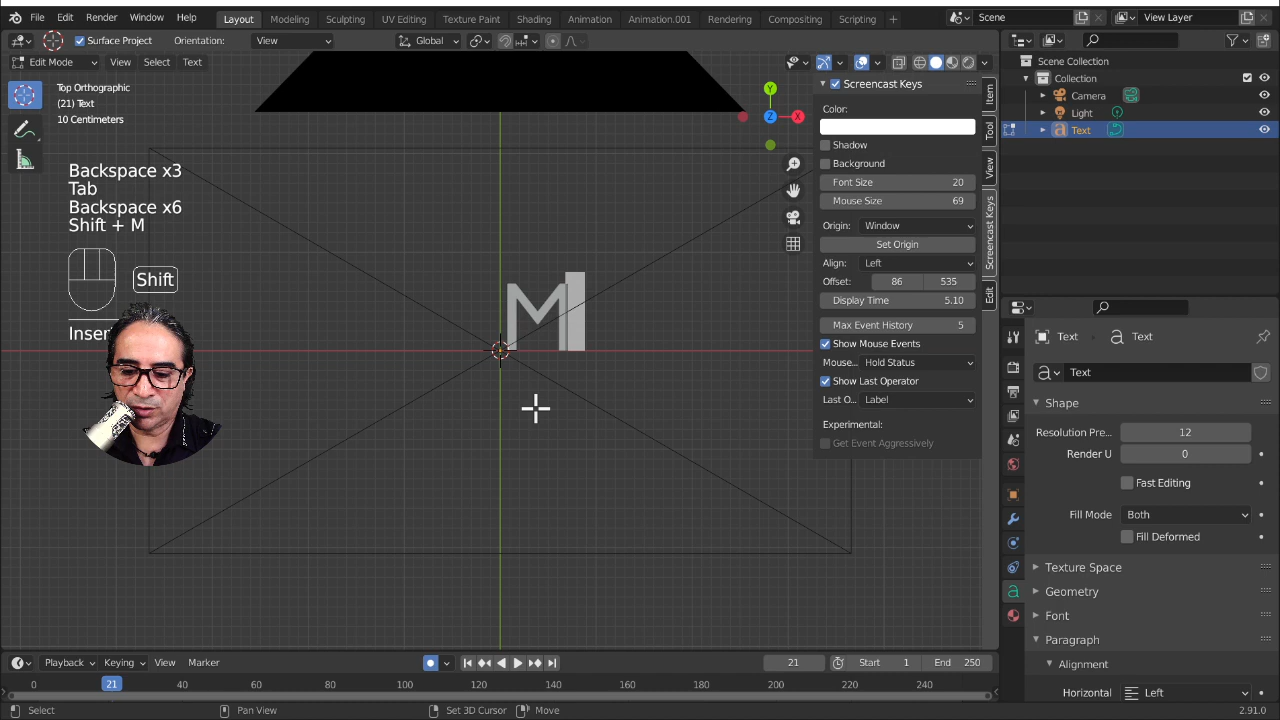 File Edit Render Window Help Layout Modeling Sculpting UV Editing Texture Paint Shading Animation Animation.001 Rendering Compositing Scripting + Scene View Layer
Surface Project Orientation: View Global
Edit Mode View Select Text
Top Orthographic
(21) Text
10 Centimeters
Backspace x3
Tab
Backspace x6
Shift + M
Shift
Inser
M
Y
Z
X
Screencast Keys
Color:
Shadow
Background
Font Size 20
Mouse Size 69
Origin: Window
Set Origin
Align: Left
Offset: 86 535
Display Time 5.10
Max Event History 5
Show Mouse Events
Mouse... Hold Status
Show Last Operator
Last O... Label
Experimental:
Get Event Aggressively
Item
Tool
View
Screencast Keys
Edit
Scene Collection
Collection
Camera
Light
Text
Text Text
Text
Shape
Resolution Pre... 12
Render U 0
Fast Editing
Fill Mode Both
Fill Deformed
Texture Space
Geometry
Font
Paragraph
Alignment
Horizontal Left
Playback Keying View Marker 21 Start 1 End 250
0 21 40 60 80 100 120 140 160 180 200 220 240
Select Pan View Set 3D Cursor Move 2.91.0